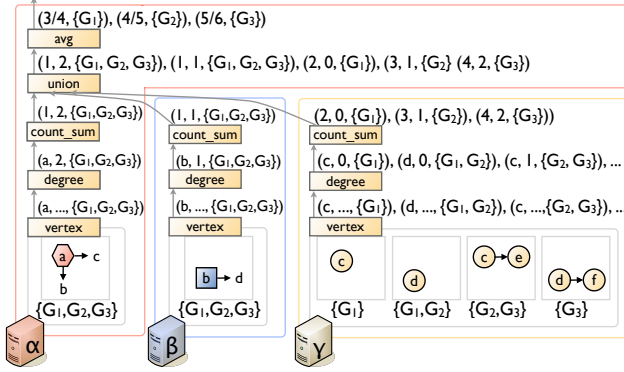 (3/4, {G₁}), (4/5, {G₂}), (5/6, {G₃})
avg
(1, 2, {G₁, G₂, G₃}), (1, 1, {G₁, G₂, G₃}), (2, 0, {G₁}), (3, 1, {G₂} (4, 2, {G₃})
union
(1, 2, {G₁,G₂,G₃}) (1, 1, {G₁,G₂,G₃}) (2, 0, {G₁}), (3, 1, {G₂}), (4, 2, {G₃}))
count_sum count_sum count_sum
(a, 2, {G₁,G₂,G₃}) (b, 1, {G₁,G₂,G₃}) (c, 0, {G₁}), (d, 0, {G₁, G₂}), (c, 1, {G₂, G₃}), ...
degree degree degree
(a, ..., {G₁,G₂,G₃}) (b, ..., {G₁,G₂,G₃}) (c, ..., {G₁}), (d, ..., {G₁, G₂}), (c, ...,{G₂, G₃}), ...
vertex vertex vertex
a c c c e
b b d d d f
{G₁,G₂,G₃} {G₁,G₂,G₃} {G₁} {G₁,G₂} {G₂,G₃} {G₃}
α β γ